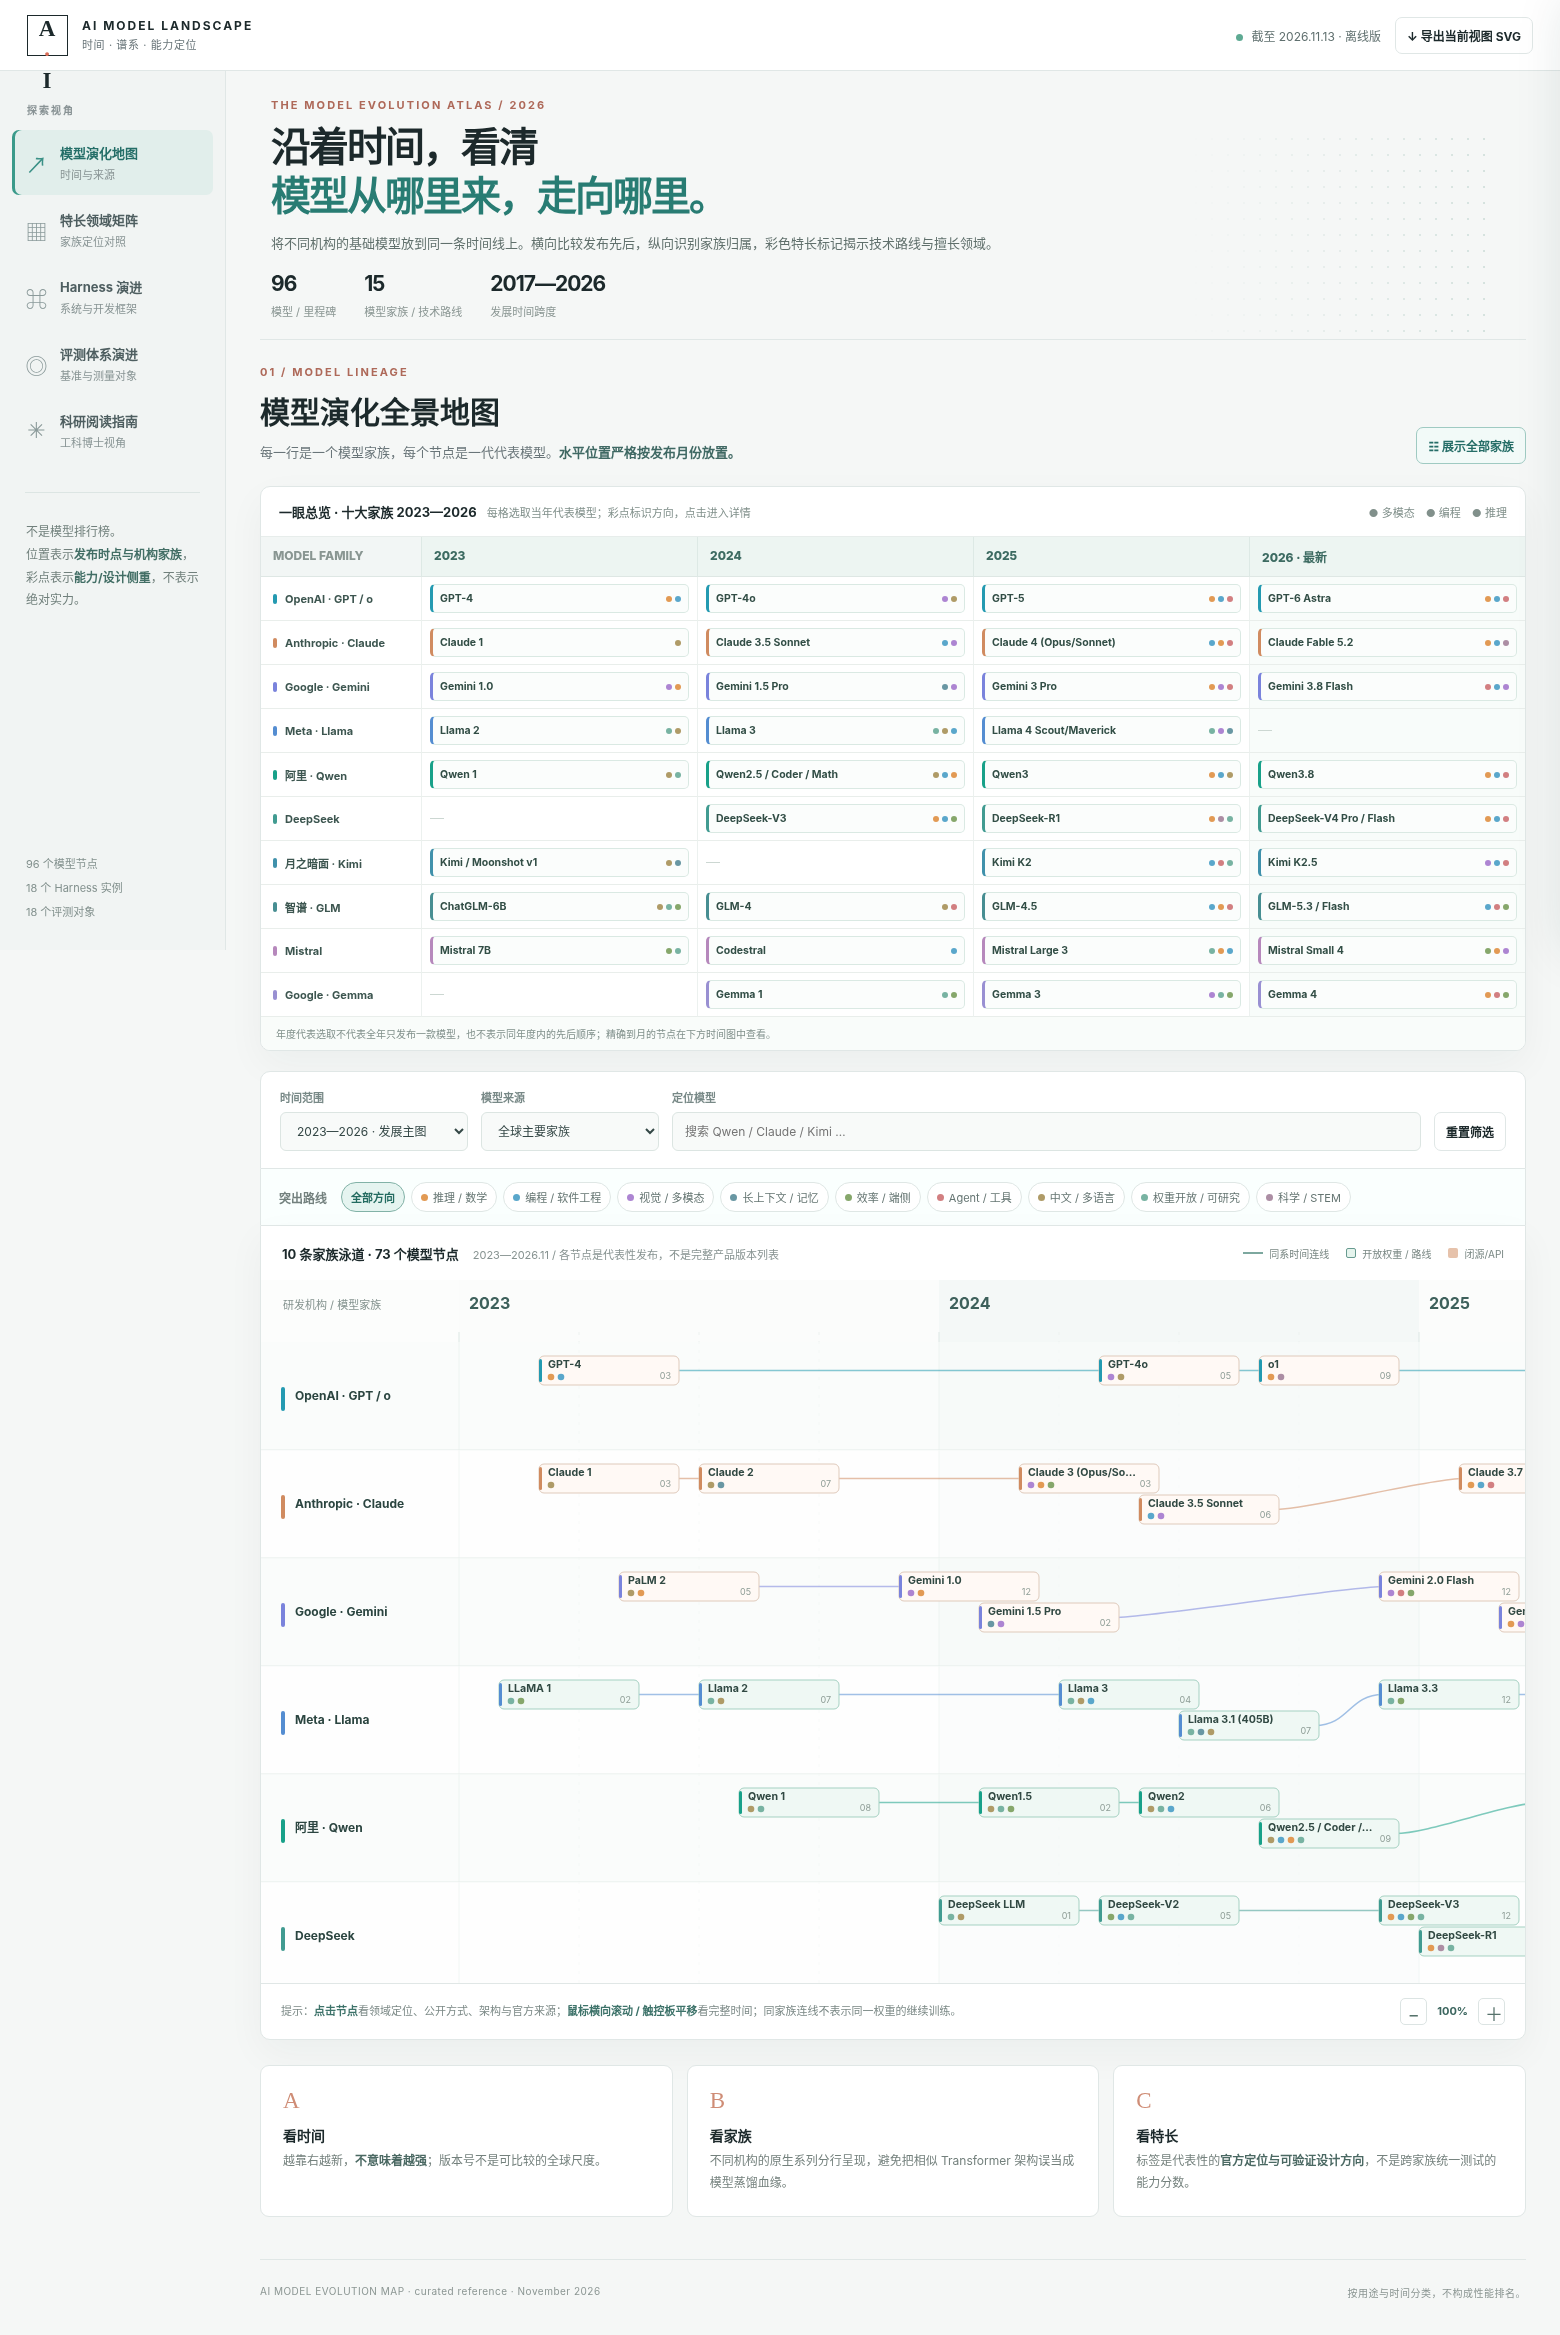 A
I
AI MODEL LANDSCAPE
时间 · 谱系 · 能力定位
截至 2026.11.13 · 离线版
↓ 导出当前视图 SVG
探索视角
模型演化地图
时间与来源
特长领域矩阵
家族定位对照
Harness 演进
系统与开发框架
评测体系演进
基准与测量对象
科研阅读指南
工科博士视角
不是模型排行榜。
位置表示发布时点与机构家族，
彩点表示能力/设计侧重，不表示
绝对实力。
96 个模型节点
18 个 Harness 实例
18 个评测对象
THE MODEL EVOLUTION ATLAS / 2026
沿着时间，看清
模型从哪里来，走向哪里。
将不同机构的基础模型放到同一条时间线上。横向比较发布先后，纵向识别家族归属，彩色特长标记揭示技术路线与擅长领域。
96 15 2017—2026
模型 / 里程碑 模型家族 / 技术路线 发展时间跨度
01 / MODEL LINEAGE
模型演化全景地图
每一行是一个模型家族，每个节点是一代代表模型。水平位置严格按发布月份放置。
☷ 展示全部家族
一眼总览 · 十大家族 2023—2026 每格选取当年代表模型；彩点标识方向，点击进入详情 ● 多模态 ● 编程 ● 推理
MODEL FAMILY 2023 2024 2025 2026 · 最新
OpenAI · GPT / o GPT-4 GPT-4o GPT-5 GPT-6 Astra
Anthropic · Claude Claude 1 Claude 3.5 Sonnet Claude 4 (Opus/Sonnet) Claude Fable 5.2
Google · Gemini Gemini 1.0 Gemini 1.5 Pro Gemini 3 Pro Gemini 3.8 Flash
Meta · Llama Llama 2 Llama 3 Llama 4 Scout/Maverick —
阿里 · Qwen Qwen 1 Qwen2.5 / Coder / Math Qwen3 Qwen3.8
DeepSeek — DeepSeek-V3 DeepSeek-R1 DeepSeek-V4 Pro / Flash
月之暗面 · Kimi Kimi / Moonshot v1 — Kimi K2 Kimi K2.5
智谱 · GLM ChatGLM-6B GLM-4 GLM-4.5 GLM-5.3 / Flash
Mistral Mistral 7B Codestral Mistral Large 3 Mistral Small 4
Google · Gemma — Gemma 1 Gemma 3 Gemma 4
年度代表选取不代表全年只发布一款模型，也不表示同年度内的先后顺序；精确到月的节点在下方时间图中查看。
时间范围 模型来源 定位模型
2023—2026 · 发展主图 全球主要家族 搜索 Qwen / Claude / Kimi ... 重置筛选
突出路线 全部方向 推理 / 数学 编程 / 软件工程 视觉 / 多模态 长上下文 / 记忆 效率 / 端侧 Agent / 工具 中文 / 多语言 权重开放 / 可研究 科学 / STEM
10 条家族泳道 · 73 个模型节点 2023—2026.11 / 各节点是代表性发布，不是完整产品版本列表 同系时间连线 开放权重 / 路线 闭源/API
研发机构 / 模型家族 2023 2024 2025
OpenAI · GPT / o
GPT-4 03 GPT-4o 05 o1 09
Anthropic · Claude
Claude 1 03 Claude 2 07 Claude 3 (Opus/So... 03 Claude 3.7
Claude 3.5 Sonnet 06
Google · Gemini
PaLM 2 05 Gemini 1.0 12 Gemini 2.0 Flash 12
Gemini 1.5 Pro 02 Ger
Meta · Llama
LLaMA 1 02 Llama 2 07 Llama 3 04 Llama 3.3 12
Llama 3.1 (405B) 07
阿里 · Qwen
Qwen 1 08 Qwen1.5 02 Qwen2 06
Qwen2.5 / Coder /... 09
DeepSeek
DeepSeek LLM 01 DeepSeek-V2 05 DeepSeek-V3 12
DeepSeek-R1
提示：点击节点看领域定位、公开方式、架构与官方来源；鼠标横向滚动 / 触控板平移看完整时间；同家族连线不表示同一权重的继续训练。 − 100% +
A
看时间
越靠右越新，不意味着越强；版本号不是可比较的全球尺度。
B
看家族
不同机构的原生系列分行呈现，避免把相似 Transformer 架构误当成
模型蒸馏血缘。
C
看特长
标签是代表性的官方定位与可验证设计方向，不是跨家族统一测试的
能力分数。
AI MODEL EVOLUTION MAP · curated reference · November 2026
按用途与时间分类，不构成性能排名。